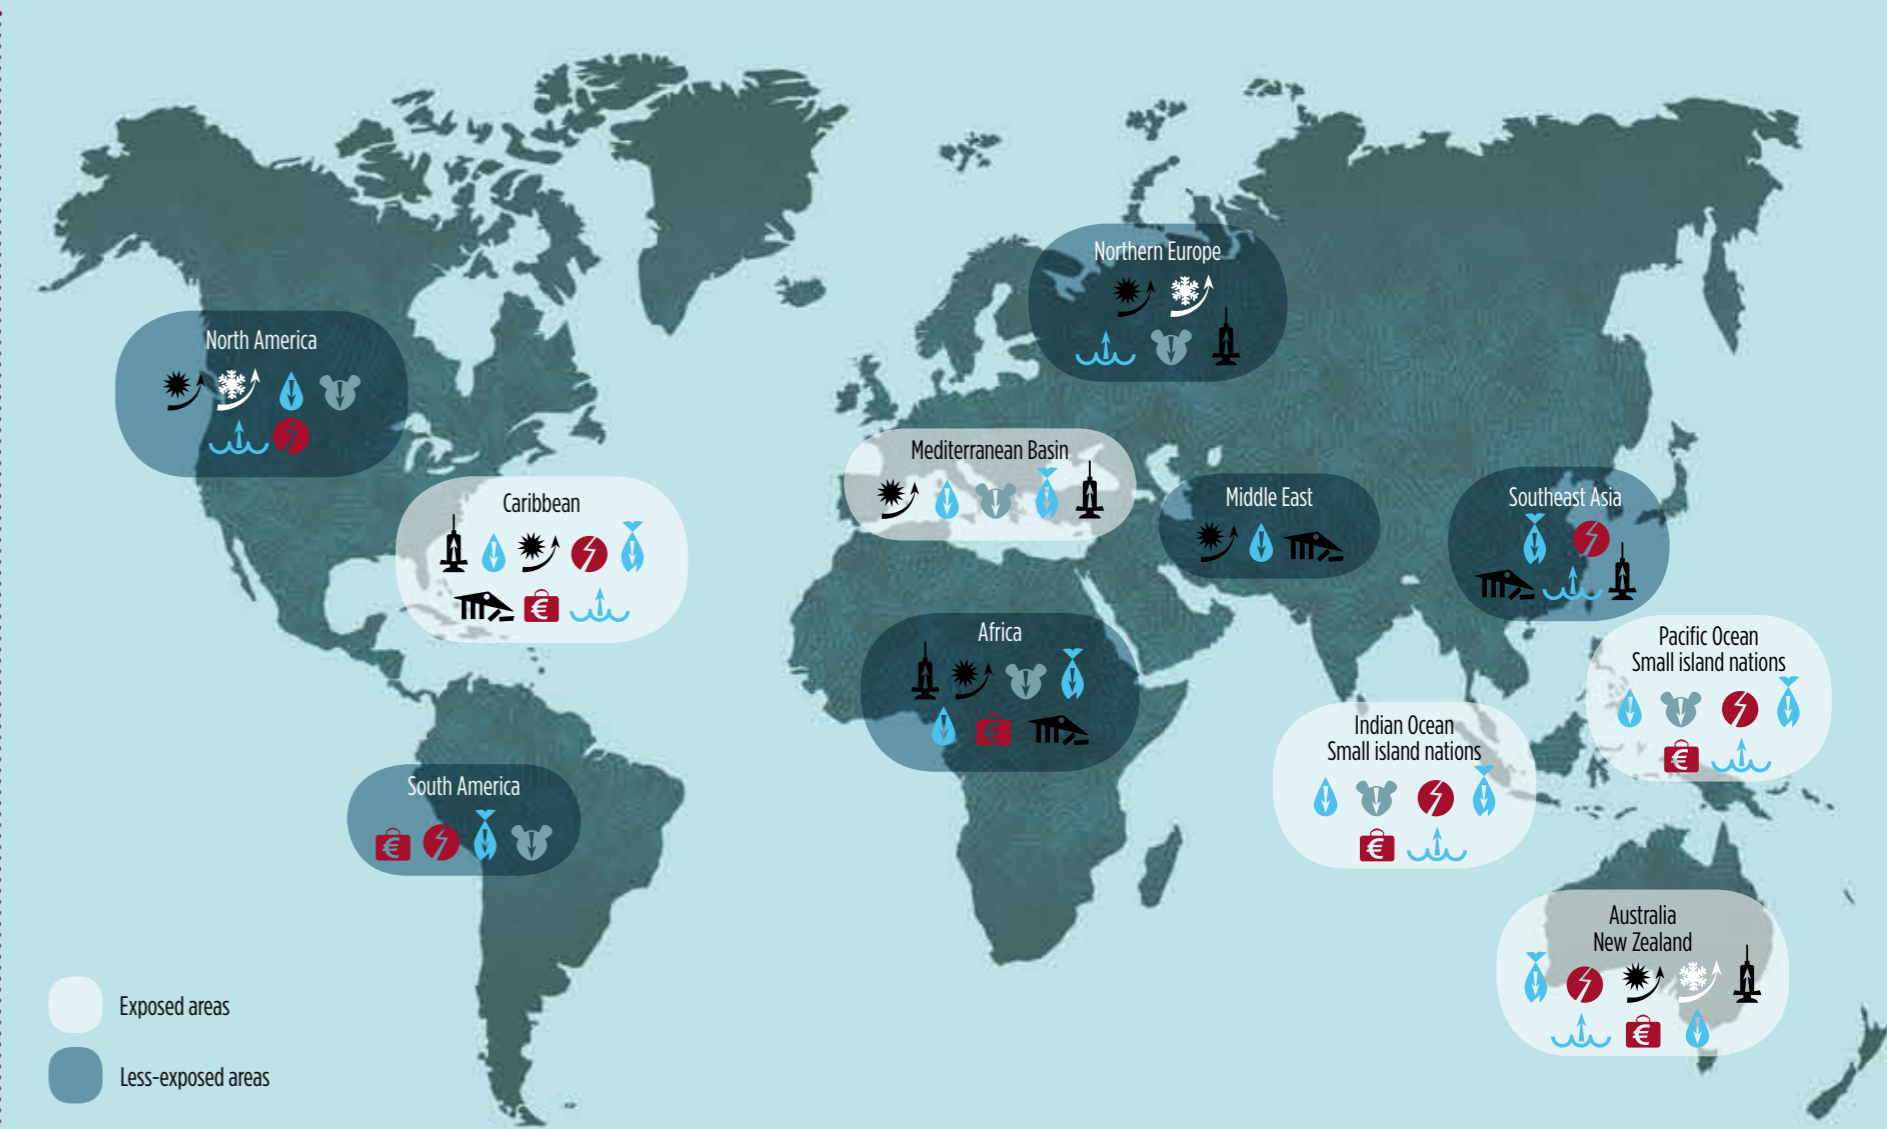 Northern Europe
North America
Mediterranean Basin
Caribbean
Middle East
Southeast Asia
Africa
Pacific Ocean
Small island nations
Indian Ocean
Small island nations
South America
Australia
New Zealand
Exposed areas
Less-exposed areas